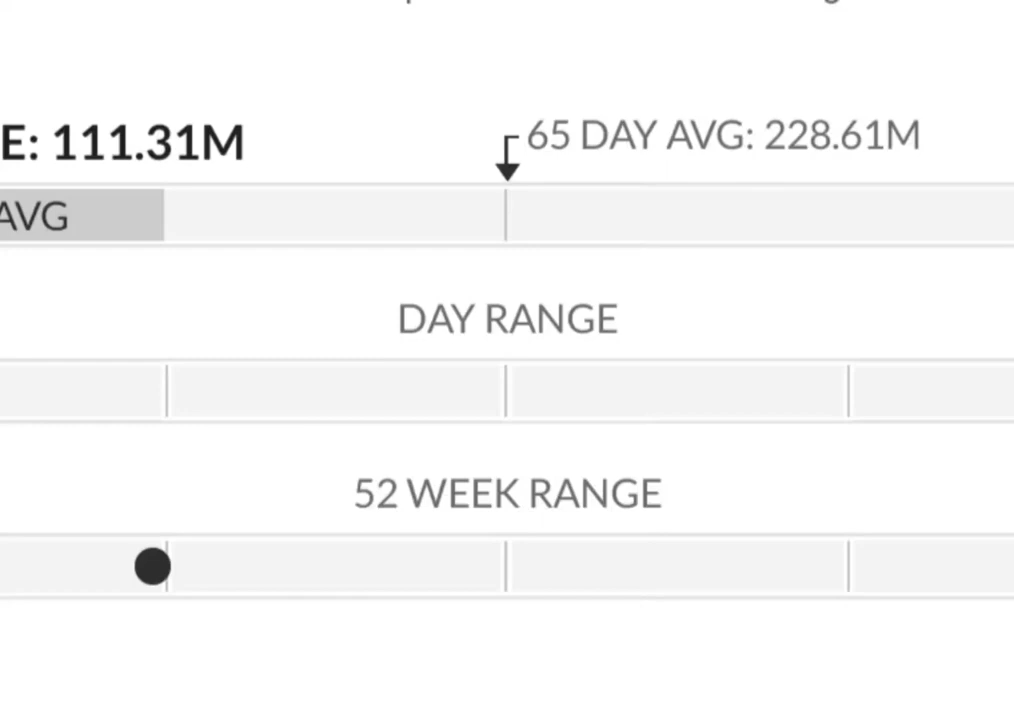 E: 111.31M
65 DAY AVG: 228.61M
AVG
DAY RANGE
52 WEEK RANGE